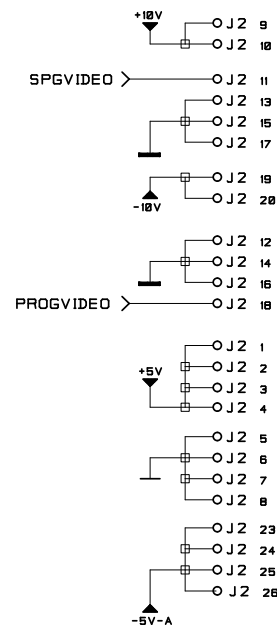 +10V
J2 9
J2 10
SPGVIDEO J2 11
J2 13
J2 15
J2 17
J2 19
J2 20
-10V
J2 12
J2 14
J2 16
PROGVIDEO J2 18
J2 1
+5V
J2 2
J2 3
J2 4
J2 5
J2 6
J2 7
J2 8
J2 23
J2 24
J2 25
J2 26
-5V-A